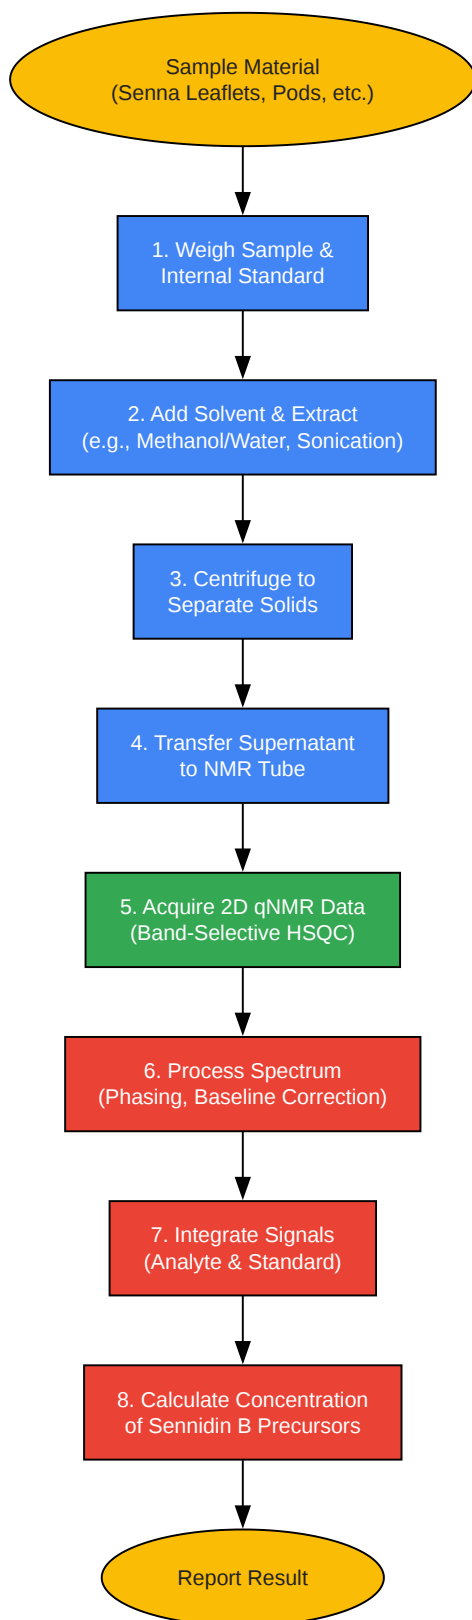 Sample Material
(Senna Leaflets, Pods, etc.)
1. Weigh Sample &
Internal Standard
2. Add Solvent & Extract
(e.g., Methanol/Water, Sonication)
3. Centrifuge to
Separate Solids
4. Transfer Supernatant
to NMR Tube
5. Acquire 2D qNMR Data
(Band-Selective HSQC)
6. Process Spectrum
(Phasing, Baseline Correction)
7. Integrate Signals
(Analyte & Standard)
8. Calculate Concentration
of Sennidin B Precursors
Report Result